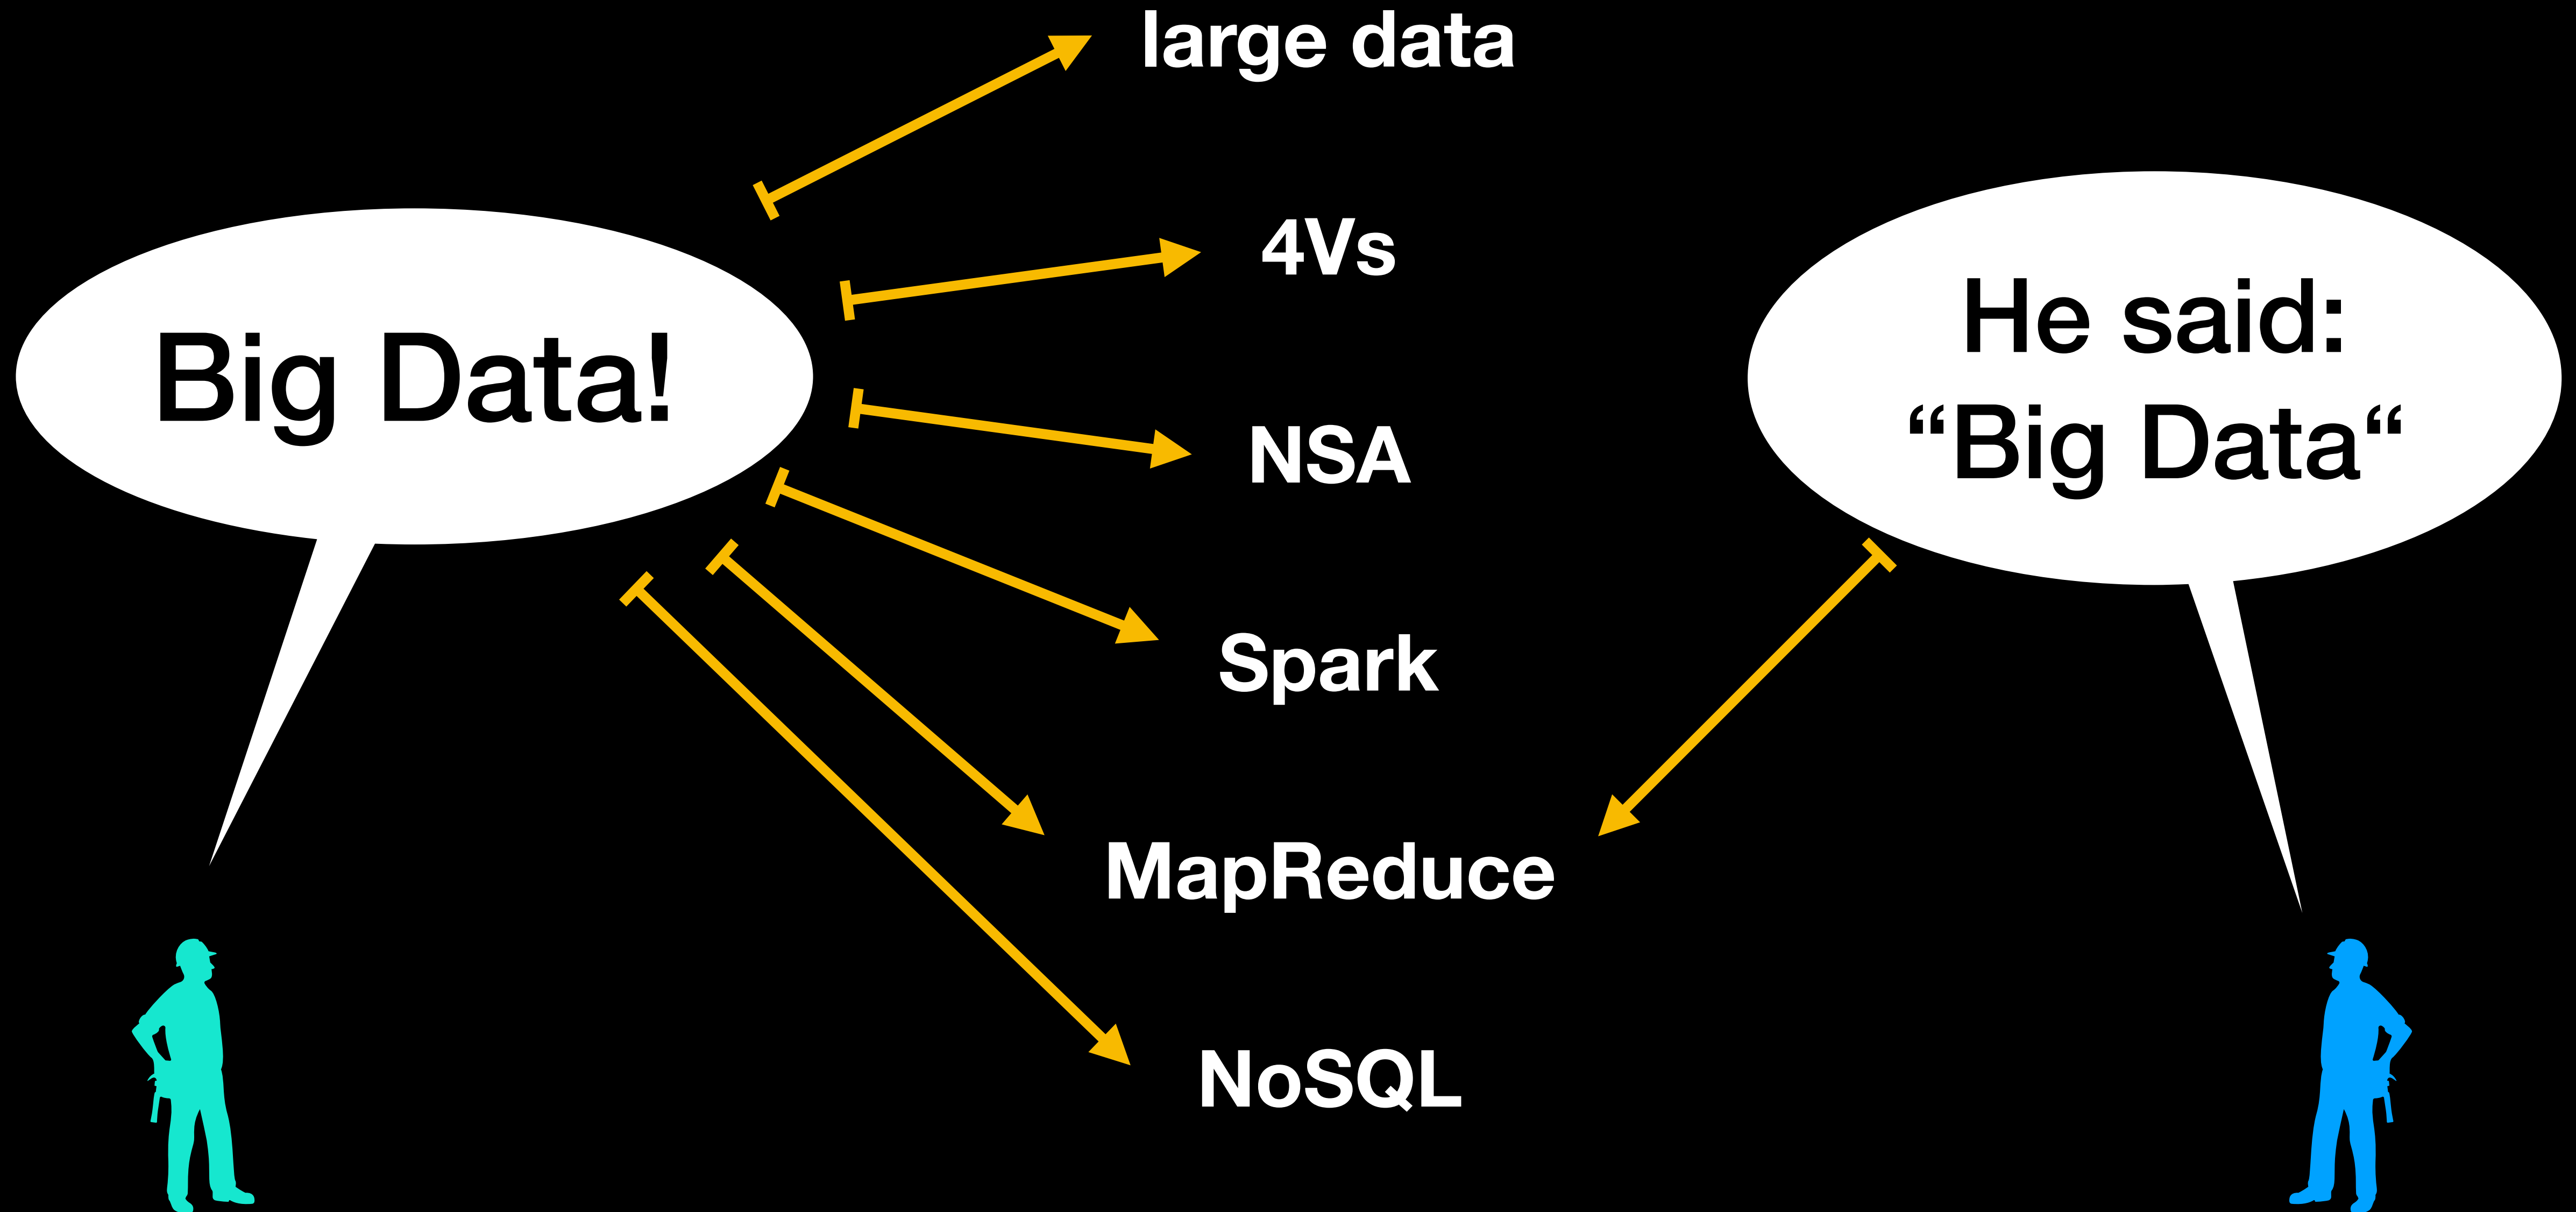 Big Data!
large data
4Vs
NSA
Spark
MapReduce
NoSQL
He said:
“Big Data“